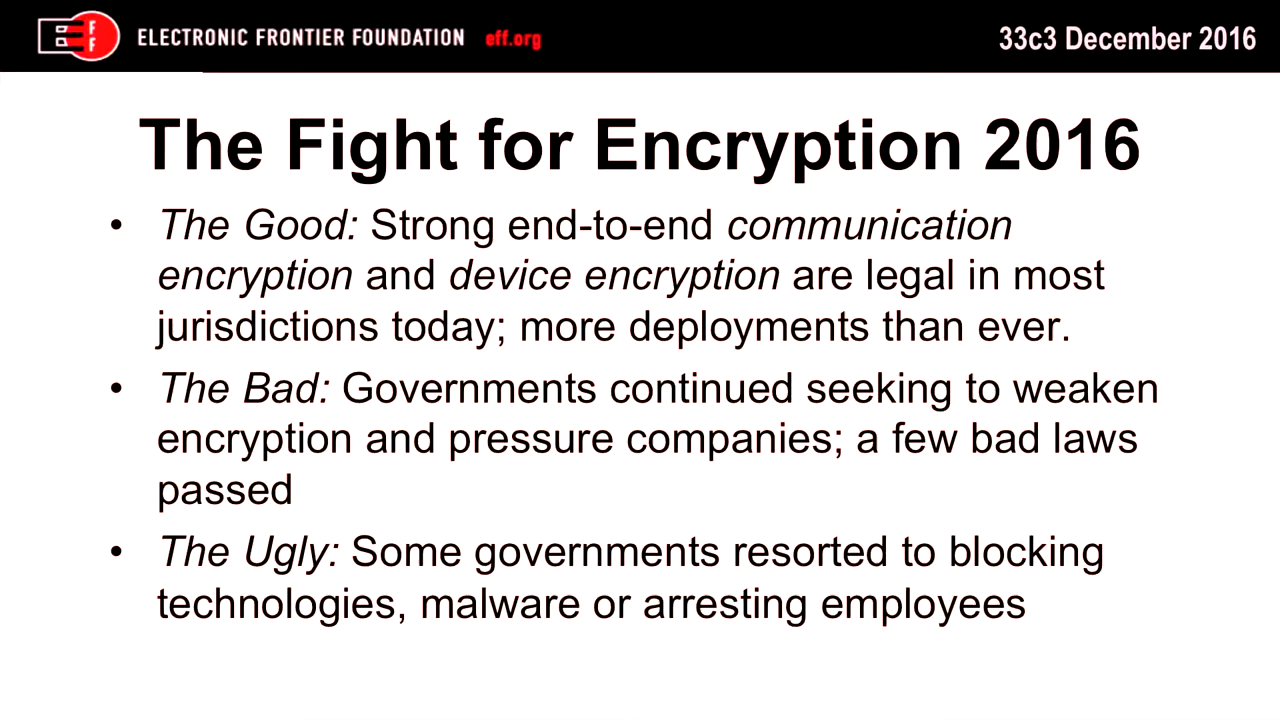 EFF ELECTRONIC FRONTIER FOUNDATION eff.org 33c3 December 2016
The Fight for Encryption 2016
• The Good: Strong end-to-end communication
encryption and device encryption are legal in most
jurisdictions today; more deployments than ever.
• The Bad: Governments continued seeking to weaken
encryption and pressure companies; a few bad laws
passed
• The Ugly: Some governments resorted to blocking
technologies, malware or arresting employees